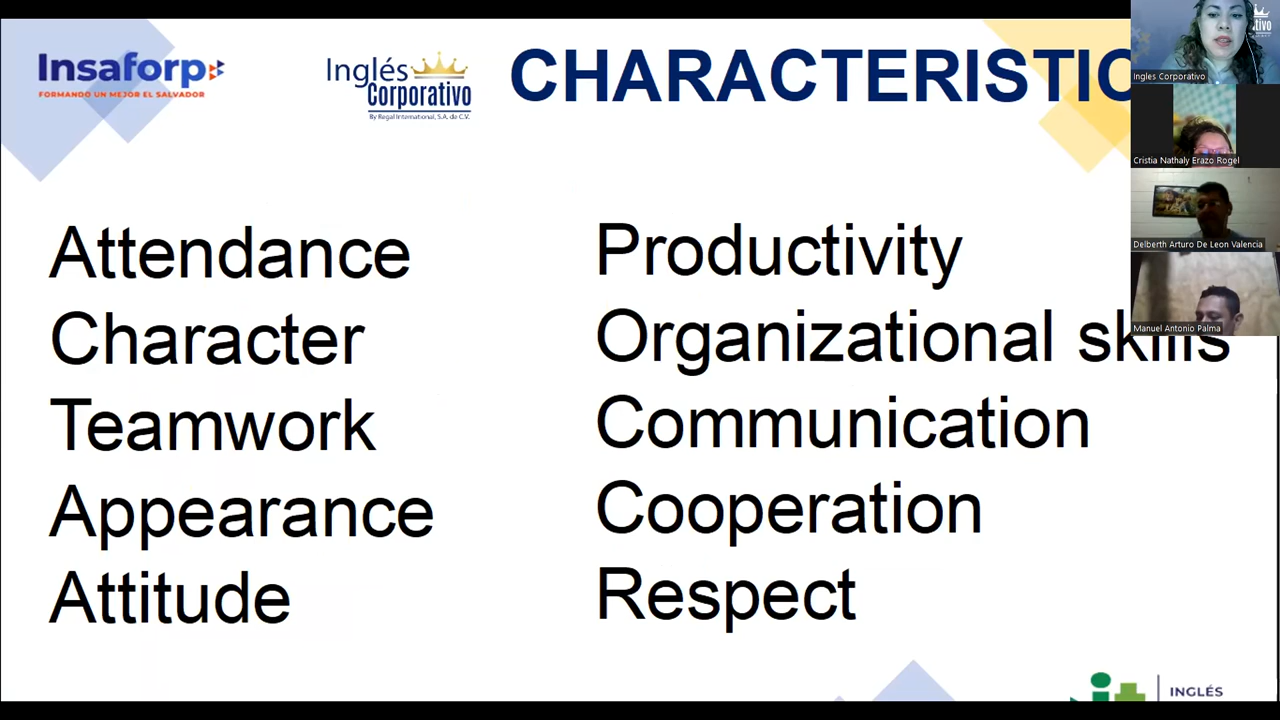 Insaforp
FORMANDO UN MEJOR EL SALVADOR
Inglés
Corporativo
By Regal International, S.A. de C.V.
CHARACTERISTIC
Attendance
Character
Teamwork
Appearance
Attitude
Productivity
Organizational skills
Communication
Cooperation
Respect
Ingles Corporativo
Cristia Nathaly Erazo Rogel
Delberth Arturo De Leon Valencia
Manuel Antonio Palma
INGLÉS